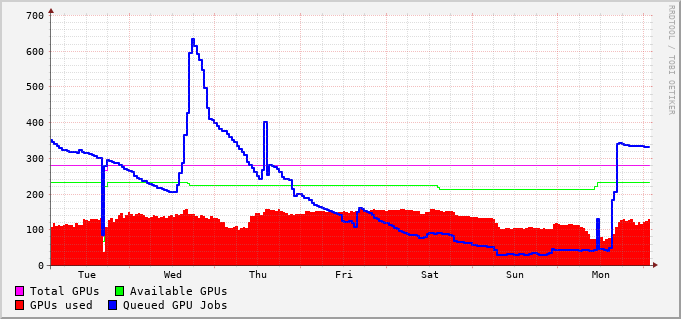 700
600
500
400
300
200
100
0
Tue Wed Thu Fri Sat Sun Mon
Total GPUs Available GPUs
GPUs used Queued GPU Jobs
RRDTOOL / TOBI OETIKER